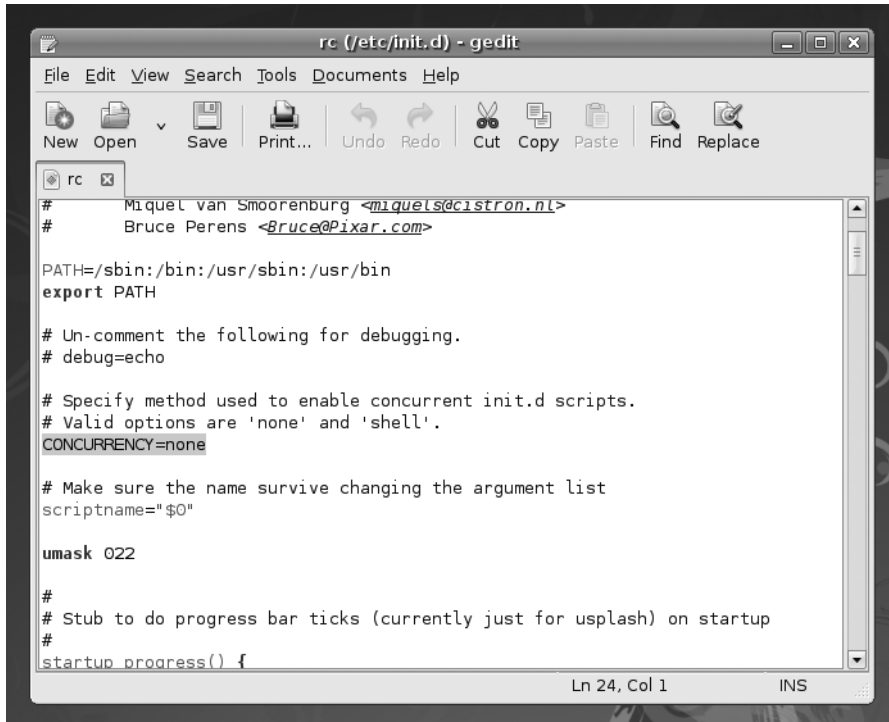 rc (/etc/init.d) - gedit
File Edit View Search Tools Documents Help
New Open Save Print... Undo Redo Cut Copy Paste Find Replace
rc
#       Miquel van Smoorenburg <miquels@cistron.nl>
#       Bruce Perens <Bruce@Pixar.com>
PATH=/sbin:/bin:/usr/sbin:/usr/bin
export PATH
# Un-comment the following for debugging.
# debug=echo
# Specify method used to enable concurrent init.d scripts.
# Valid options are 'none' and 'shell'.
CONCURRENCY=none
# Make sure the name survive changing the argument list
scriptname="$0"
umask 022
#
# Stub to do progress bar ticks (currently just for usplash) on startup
#
startup_progress() {
Ln 24, Col 1 INS